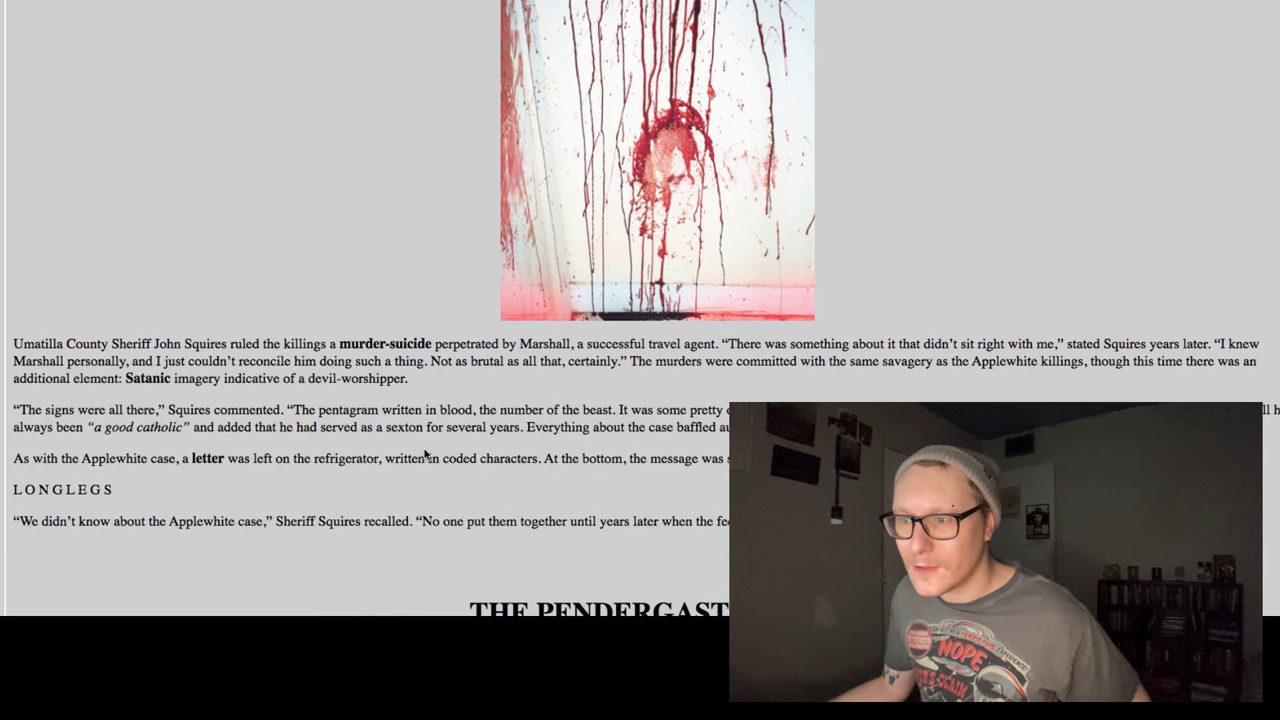 Umatilla County Sheriff John Squires ruled the killings a murder-suicide perpetrated by Marshall, a successful travel agent. “There was something about it that didn’t sit right with me,” stated Squires years later. “I knew
Marshall personally, and I just couldn’t reconcile him doing such a thing. Not as brutal as all that, certainly.” The murders were committed with the same savagery as the Applewhite killings, though this time there was an
additional element: Satanic imagery indicative of a devil-worshipper.
“The signs were all there,” Squires commented. “The pentagram written in blood, the number of the beast. It was some pretty
always been “a good catholic” and added that he had served as a sexton for several years. Everything about the case baffled
As with the Applewhite case, a letter was left on the refrigerator, written in coded characters. At the bottom, the message was
L O N G L E G S
“We didn’t know about the Applewhite case,” Sheriff Squires recalled. “No one put them together until years later when the
THE PENDERGAST
NOPE